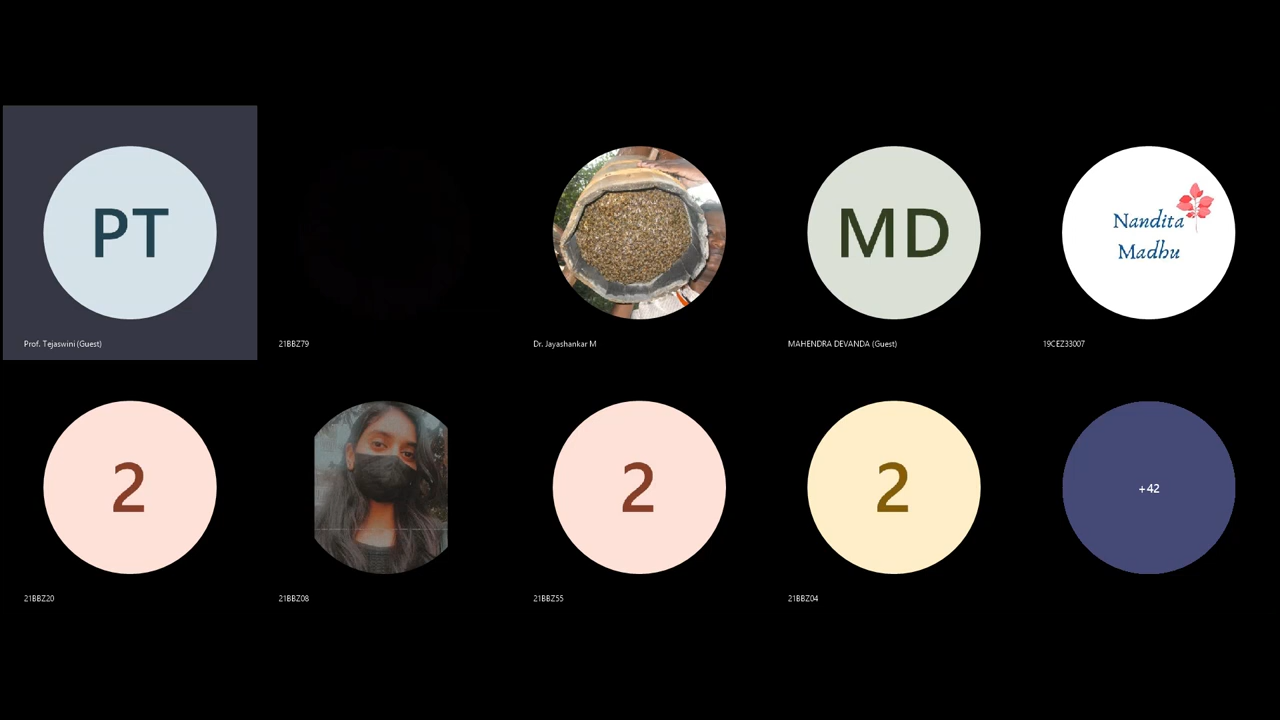 PT
Prof. Tejaswini (Guest)
21BBZ79
Dr. Jayashankar M
MD
MAHENDRA DEVANDA (Guest)
Nandita
Madhu
19CEZ33007
2
21BBZ20
21BBZ08
2
21BBZ55
2
21BBZ04
+42